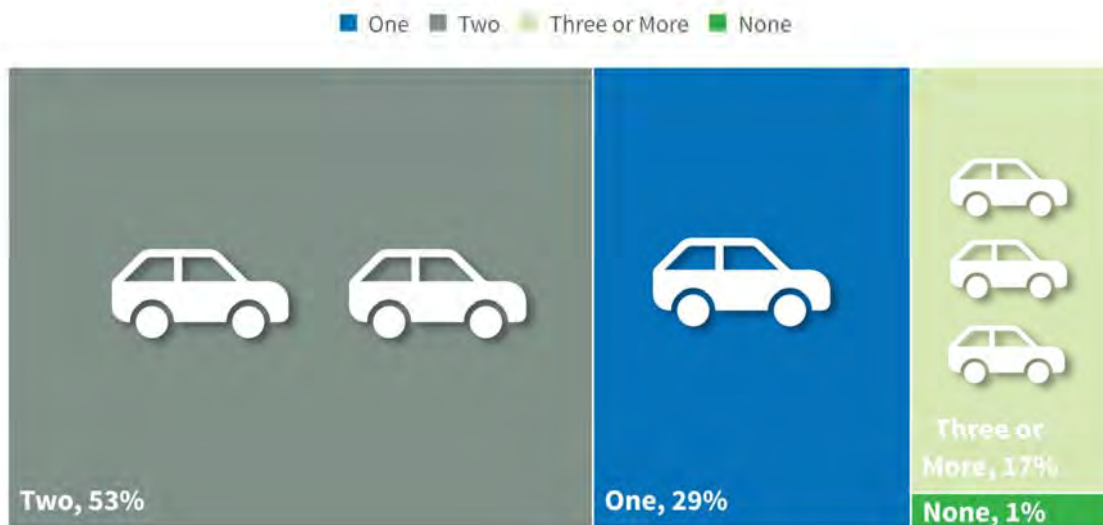 One Two Three or More None
Two, 53%
One, 29%
Three or
More, 17%
None, 1%